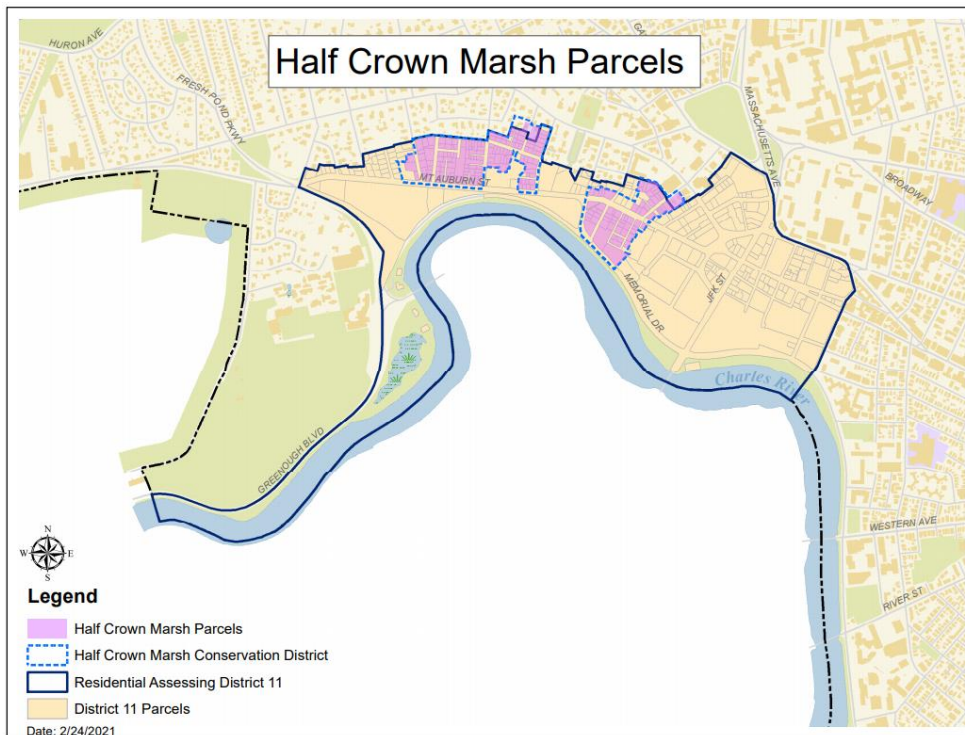 Half Crown Marsh Parcels
HURON AVE
FRESH POND PKWY
MASSACHUSETTS AVE
BROADWAY
MT AUBURN ST
MEMORIAL DR
JFK ST
Charles River
GREENOUGH BLVD
WESTERN AVE
RIVER ST
N
W
E
S
Legend
Half Crown Marsh Parcels
Half Crown Marsh Conservation District
Residential Assessing District 11
District 11 Parcels
Date: 2/24/2021